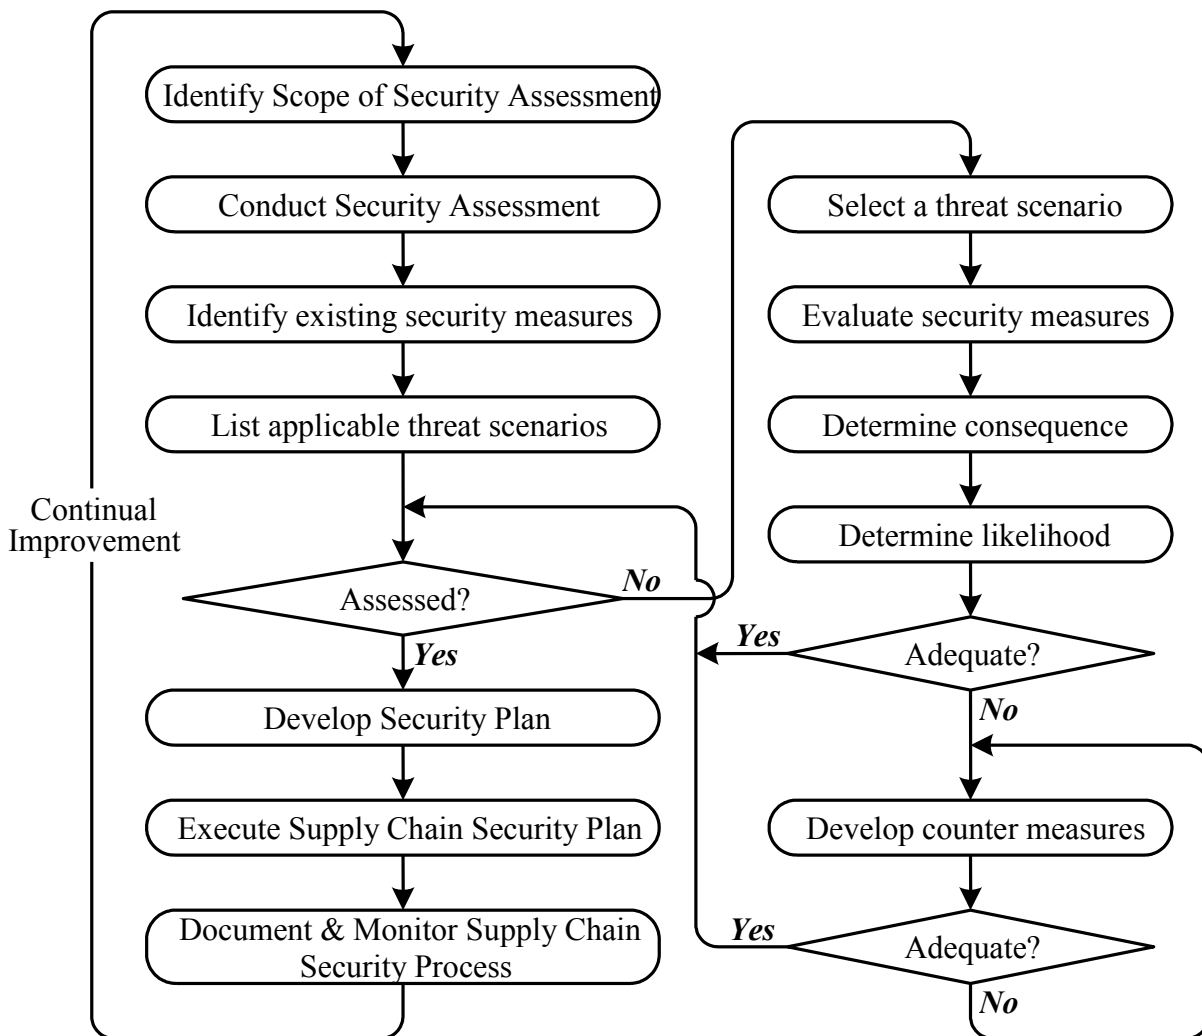 Identify Scope of Security Assessment
Conduct Security Assessment
Identify existing security measures
List applicable threat scenarios
Continual
Improvement
Assessed?
No
Yes
Develop Security Plan
Execute Supply Chain Security Plan
Document & Monitor Supply Chain
Security Process
Select a threat scenario
Evaluate security measures
Determine consequence
Determine likelihood
Yes
Adequate?
No
Develop counter measures
Yes
Adequate?
No